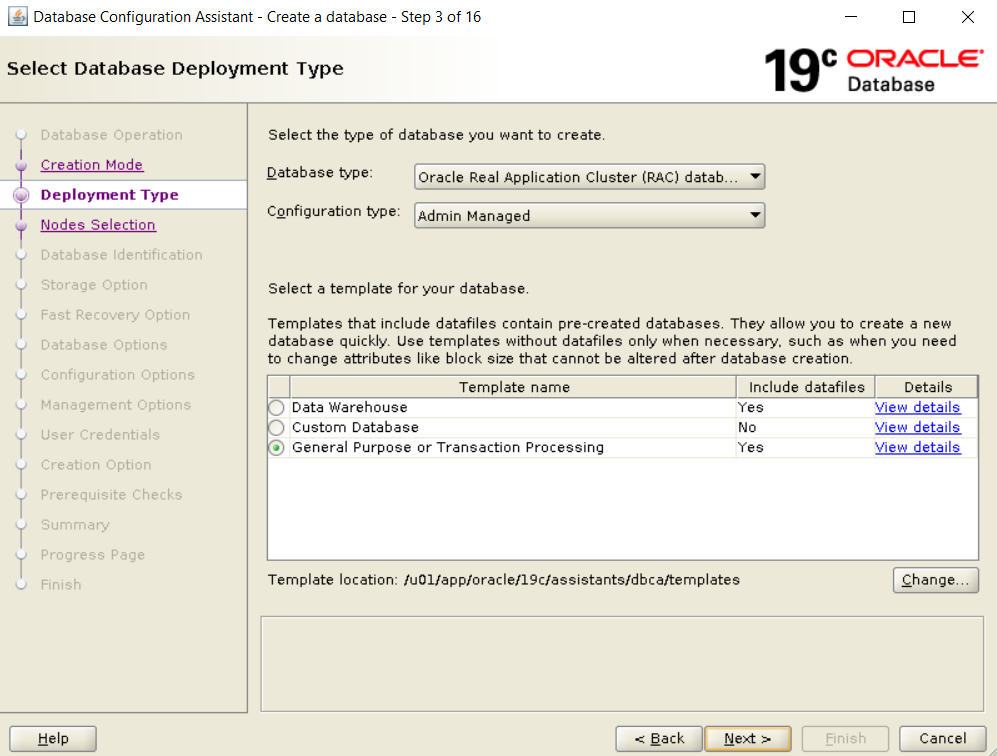 Database Configuration Assistant - Create a database - Step 3 of 16
Select Database Deployment Type
19c ORACLE
Database
Database Operation
Creation Mode
Deployment Type
Nodes Selection
Database Identification
Storage Option
Fast Recovery Option
Database Options
Configuration Options
Management Options
User Credentials
Creation Option
Prerequisite Checks
Summary
Progress Page
Finish
Select the type of database you want to create.
Database type: Oracle Real Application Cluster (RAC) datab...
Configuration type: Admin Managed
Select a template for your database.
Templates that include datafiles contain pre-created databases. They allow you to create a new
database quickly. Use templates without datafiles only when necessary, such as when you need
to change attributes like block size that cannot be altered after database creation.
Template name Include datafiles Details
Data Warehouse Yes View details
Custom Database No View details
General Purpose or Transaction Processing Yes View details
Template location: /u01/app/oracle/19c/assistants/dbca/templates Change...
Help < Back Next > Finish Cancel